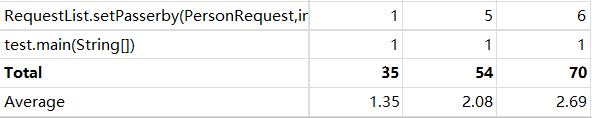 RequestList.setPasserby(PersonRequest,in 1 5 6
test.main(String[]) 1 1 1
Total 35 54 70
Average 1.35 2.08 2.69